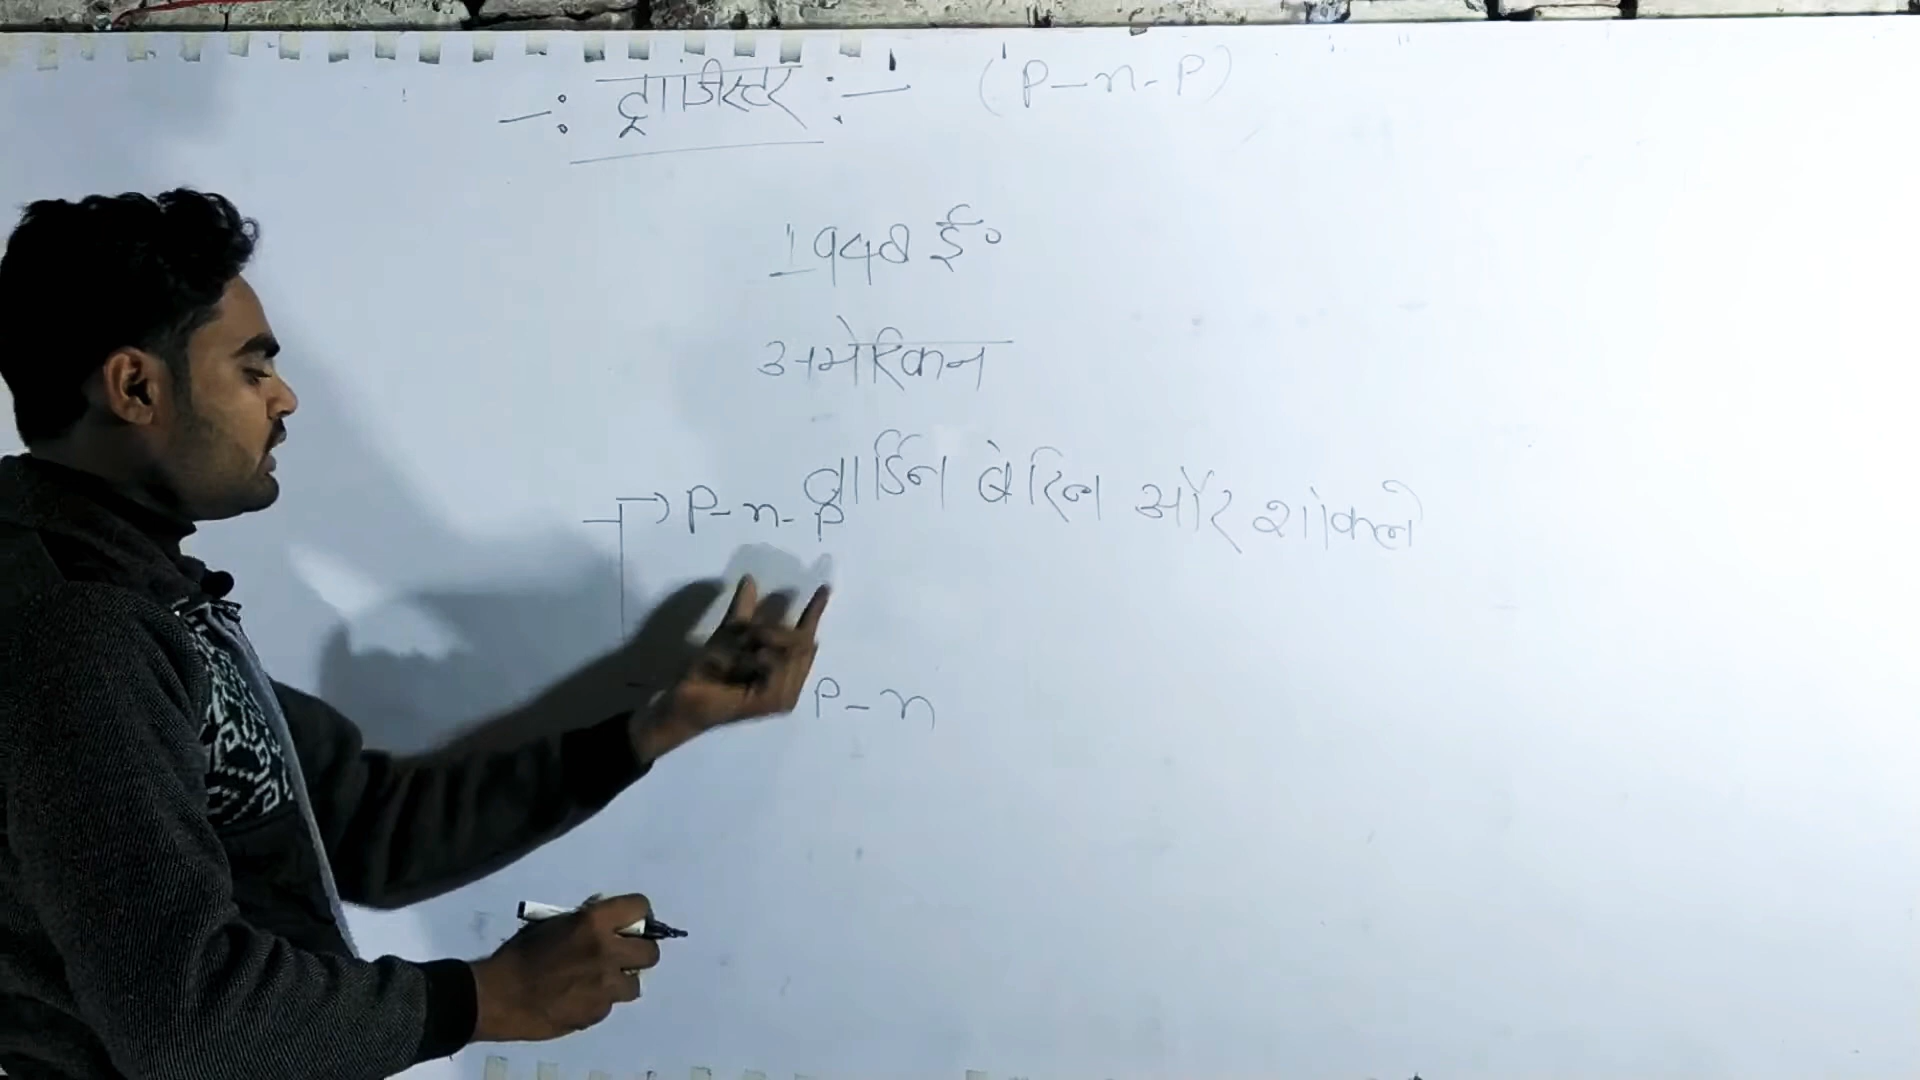 -: ट्रांजिस्टर :- (P-n-P)
1948 ई०
अमेरिकन
वार्डिन बेरिन और शांकले
P-n-P
P-n